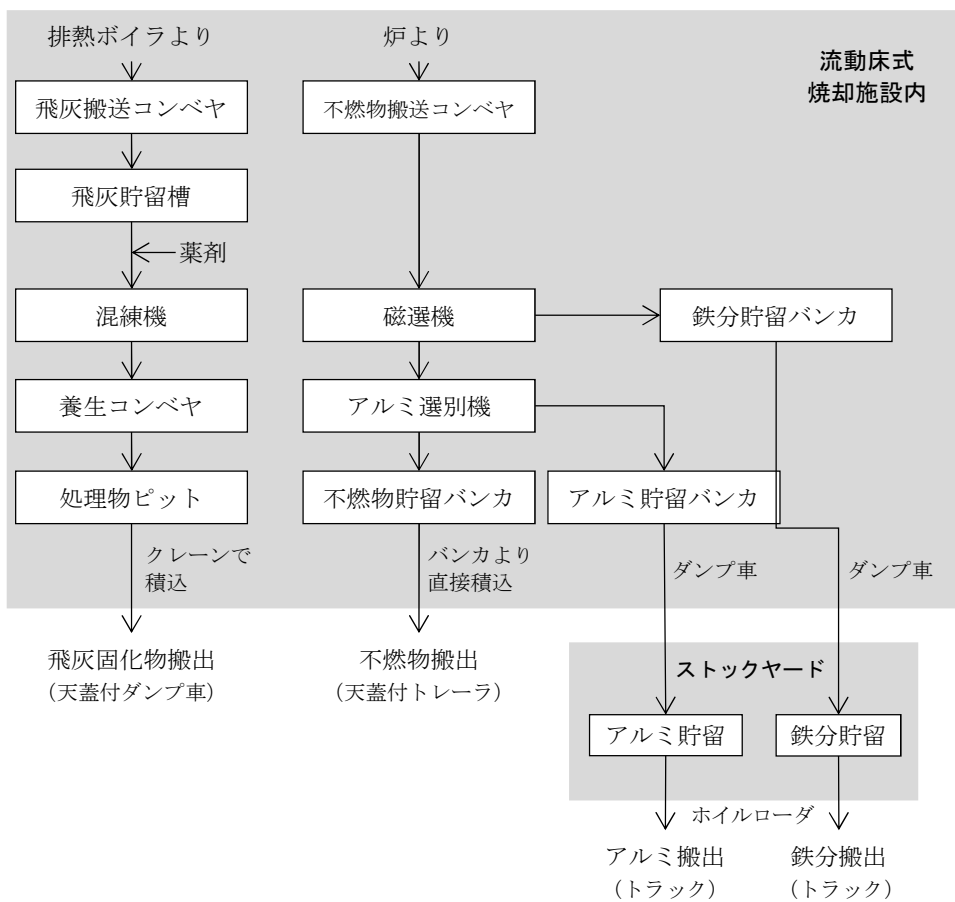 排熱ボイラより
炉より
流動床式
焼却施設内
飛灰搬送コンベヤ
不燃物搬送コンベヤ
飛灰貯留槽
薬剤
混練機
磁選機
鉄分貯留バンカ
養生コンベヤ
アルミ選別機
処理物ピット
不燃物貯留バンカ
アルミ貯留バンカ
クレーンで
積込
バンカより
直接積込
ダンプ車
ダンプ車
飛灰固化物搬出
（天蓋付ダンプ車）
不燃物搬出
（天蓋付トレーラ）
ストックヤード
アルミ貯留
鉄分貯留
ホイルローダ
アルミ搬出
（トラック）
鉄分搬出
（トラック）